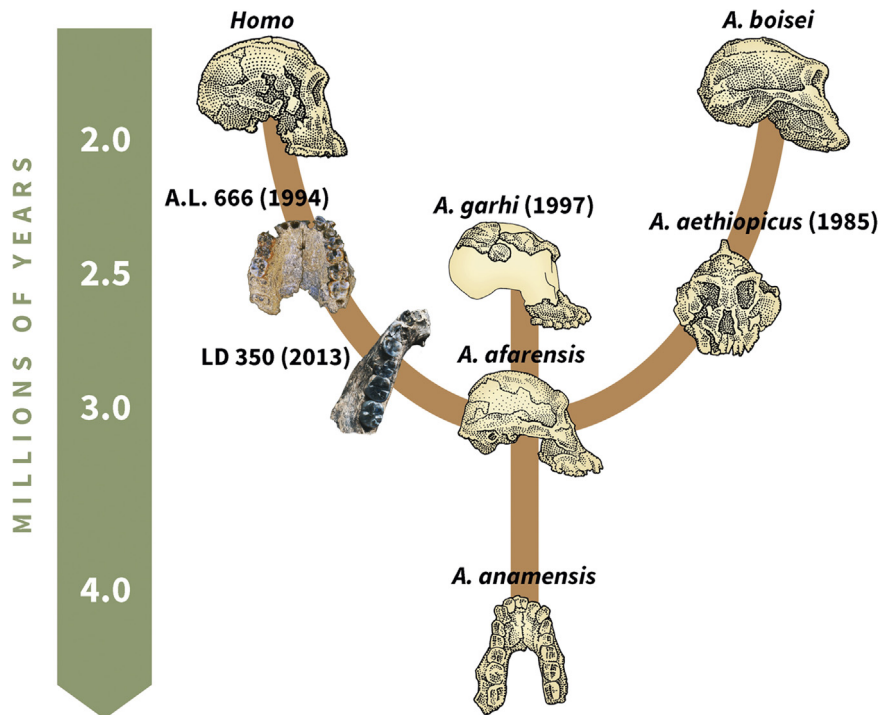 Homo
A. boisei
MILLIONS OF YEARS
2.0
A.L. 666 (1994)
A. garhi (1997)
A. aethiopicus (1985)
2.5
LD 350 (2013)
A. afarensis
3.0
A. anamensis
4.0